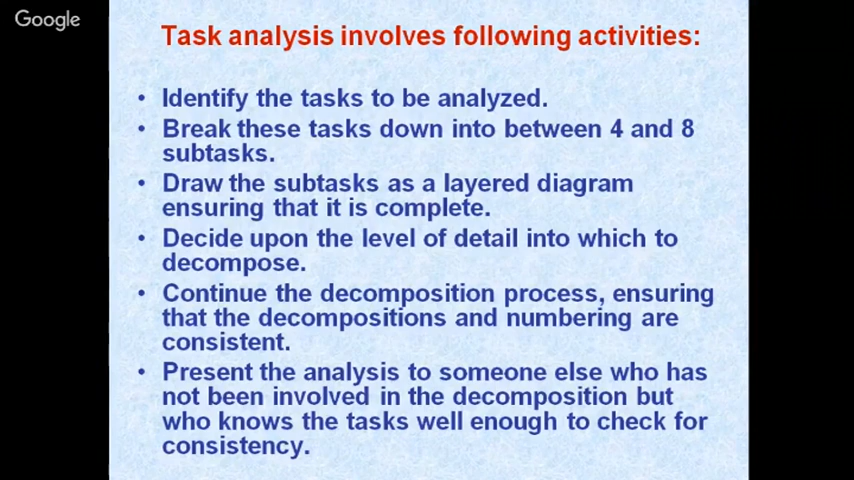 Google
Task analysis involves following activities:
• Identify the tasks to be analyzed.
• Break these tasks down into between 4 and 8
subtasks.
• Draw the subtasks as a layered diagram
ensuring that it is complete.
• Decide upon the level of detail into which to
decompose.
• Continue the decomposition process, ensuring
that the decompositions and numbering are
consistent.
• Present the analysis to someone else who has
not been involved in the decomposition but
who knows the tasks well enough to check for
consistency.